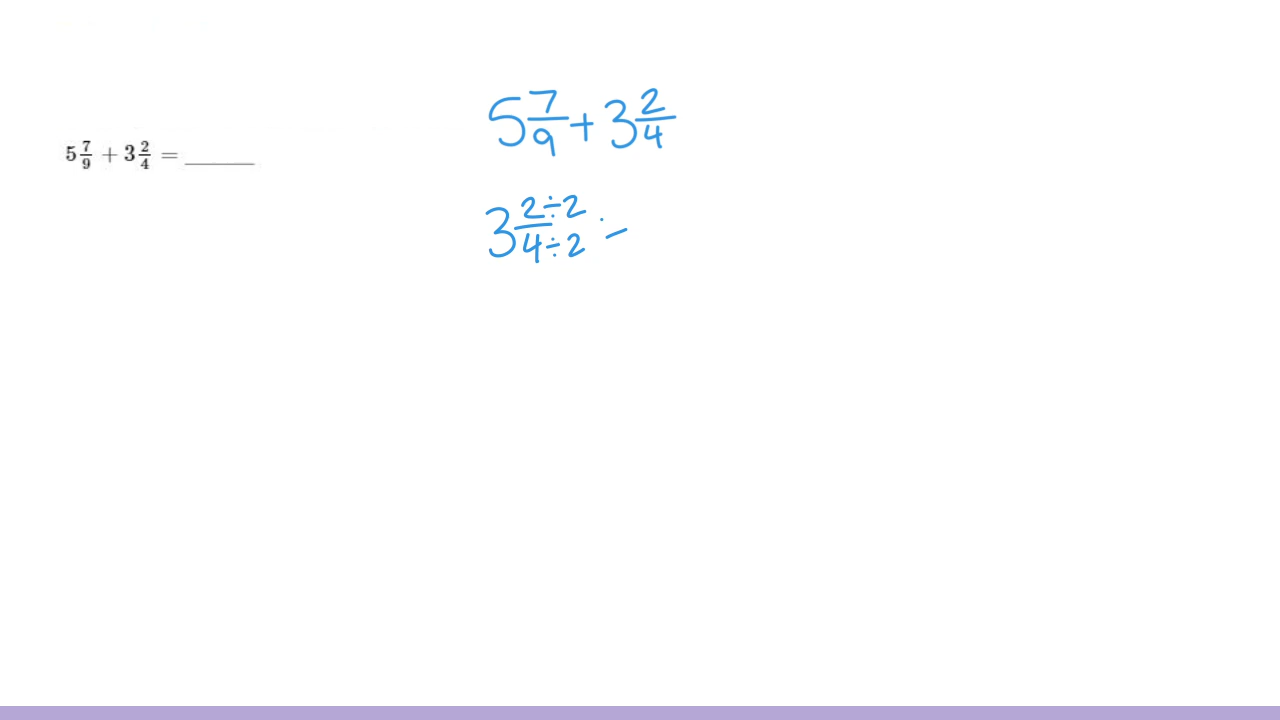 5 7/9 + 3 2/4 = ______
5 7/9 + 3 2/4
3 2÷2/4÷2 =